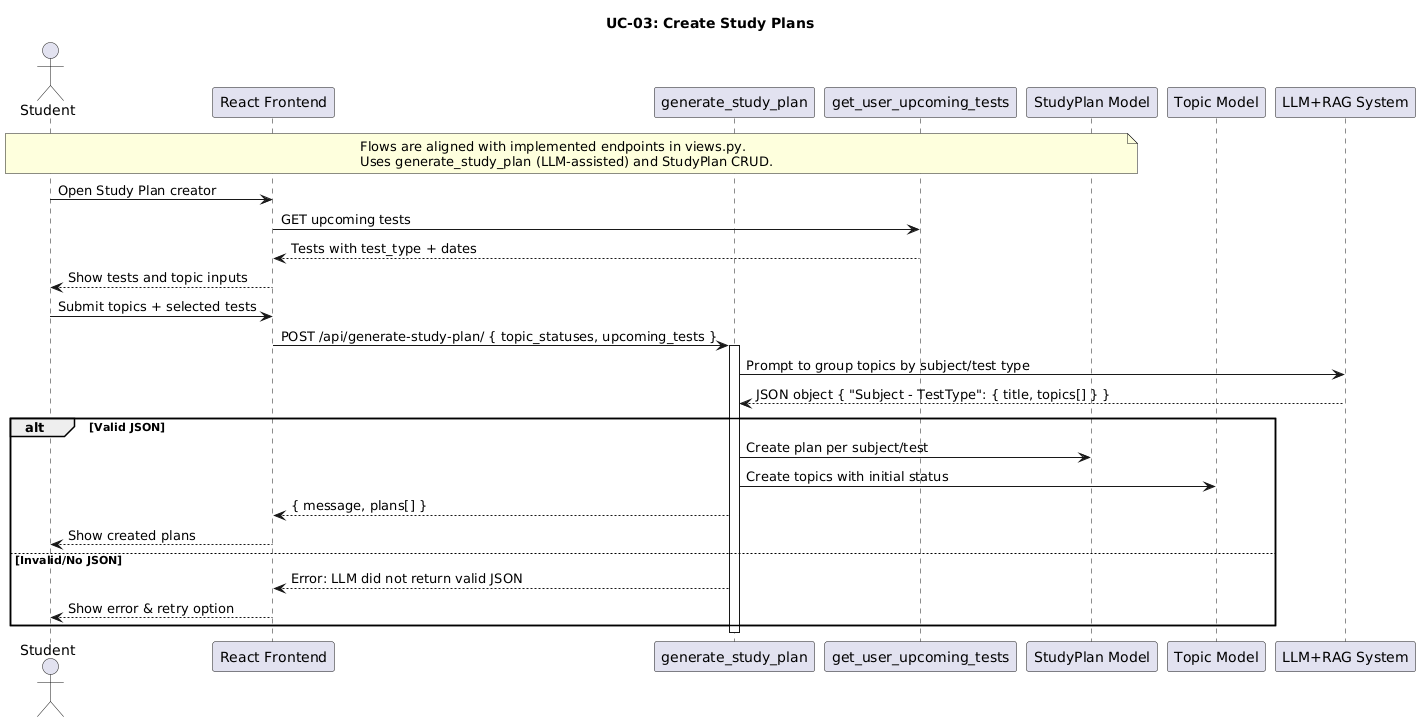 UC-03: Create Study Plans
Student
React Frontend
generate_study_plan
get_user_upcoming_tests
StudyPlan Model
Topic Model
LLM+RAG System
Flows are aligned with implemented endpoints in views.py.
Uses generate_study_plan (LLM-assisted) and StudyPlan CRUD.
Open Study Plan creator
GET upcoming tests
Tests with test_type + dates
Show tests and topic inputs
Submit topics + selected tests
POST /api/generate-study-plan/ { topic_statuses, upcoming_tests }
Prompt to group topics by subject/test type
JSON object { "Subject - TestType": { title, topics[] } }
alt
[Valid JSON]
Create plan per subject/test
Create topics with initial status
{ message, plans[] }
Show created plans
[Invalid/No JSON]
Error: LLM did not return valid JSON
Show error & retry option
Student
React Frontend
generate_study_plan
get_user_upcoming_tests
StudyPlan Model
Topic Model
LLM+RAG System